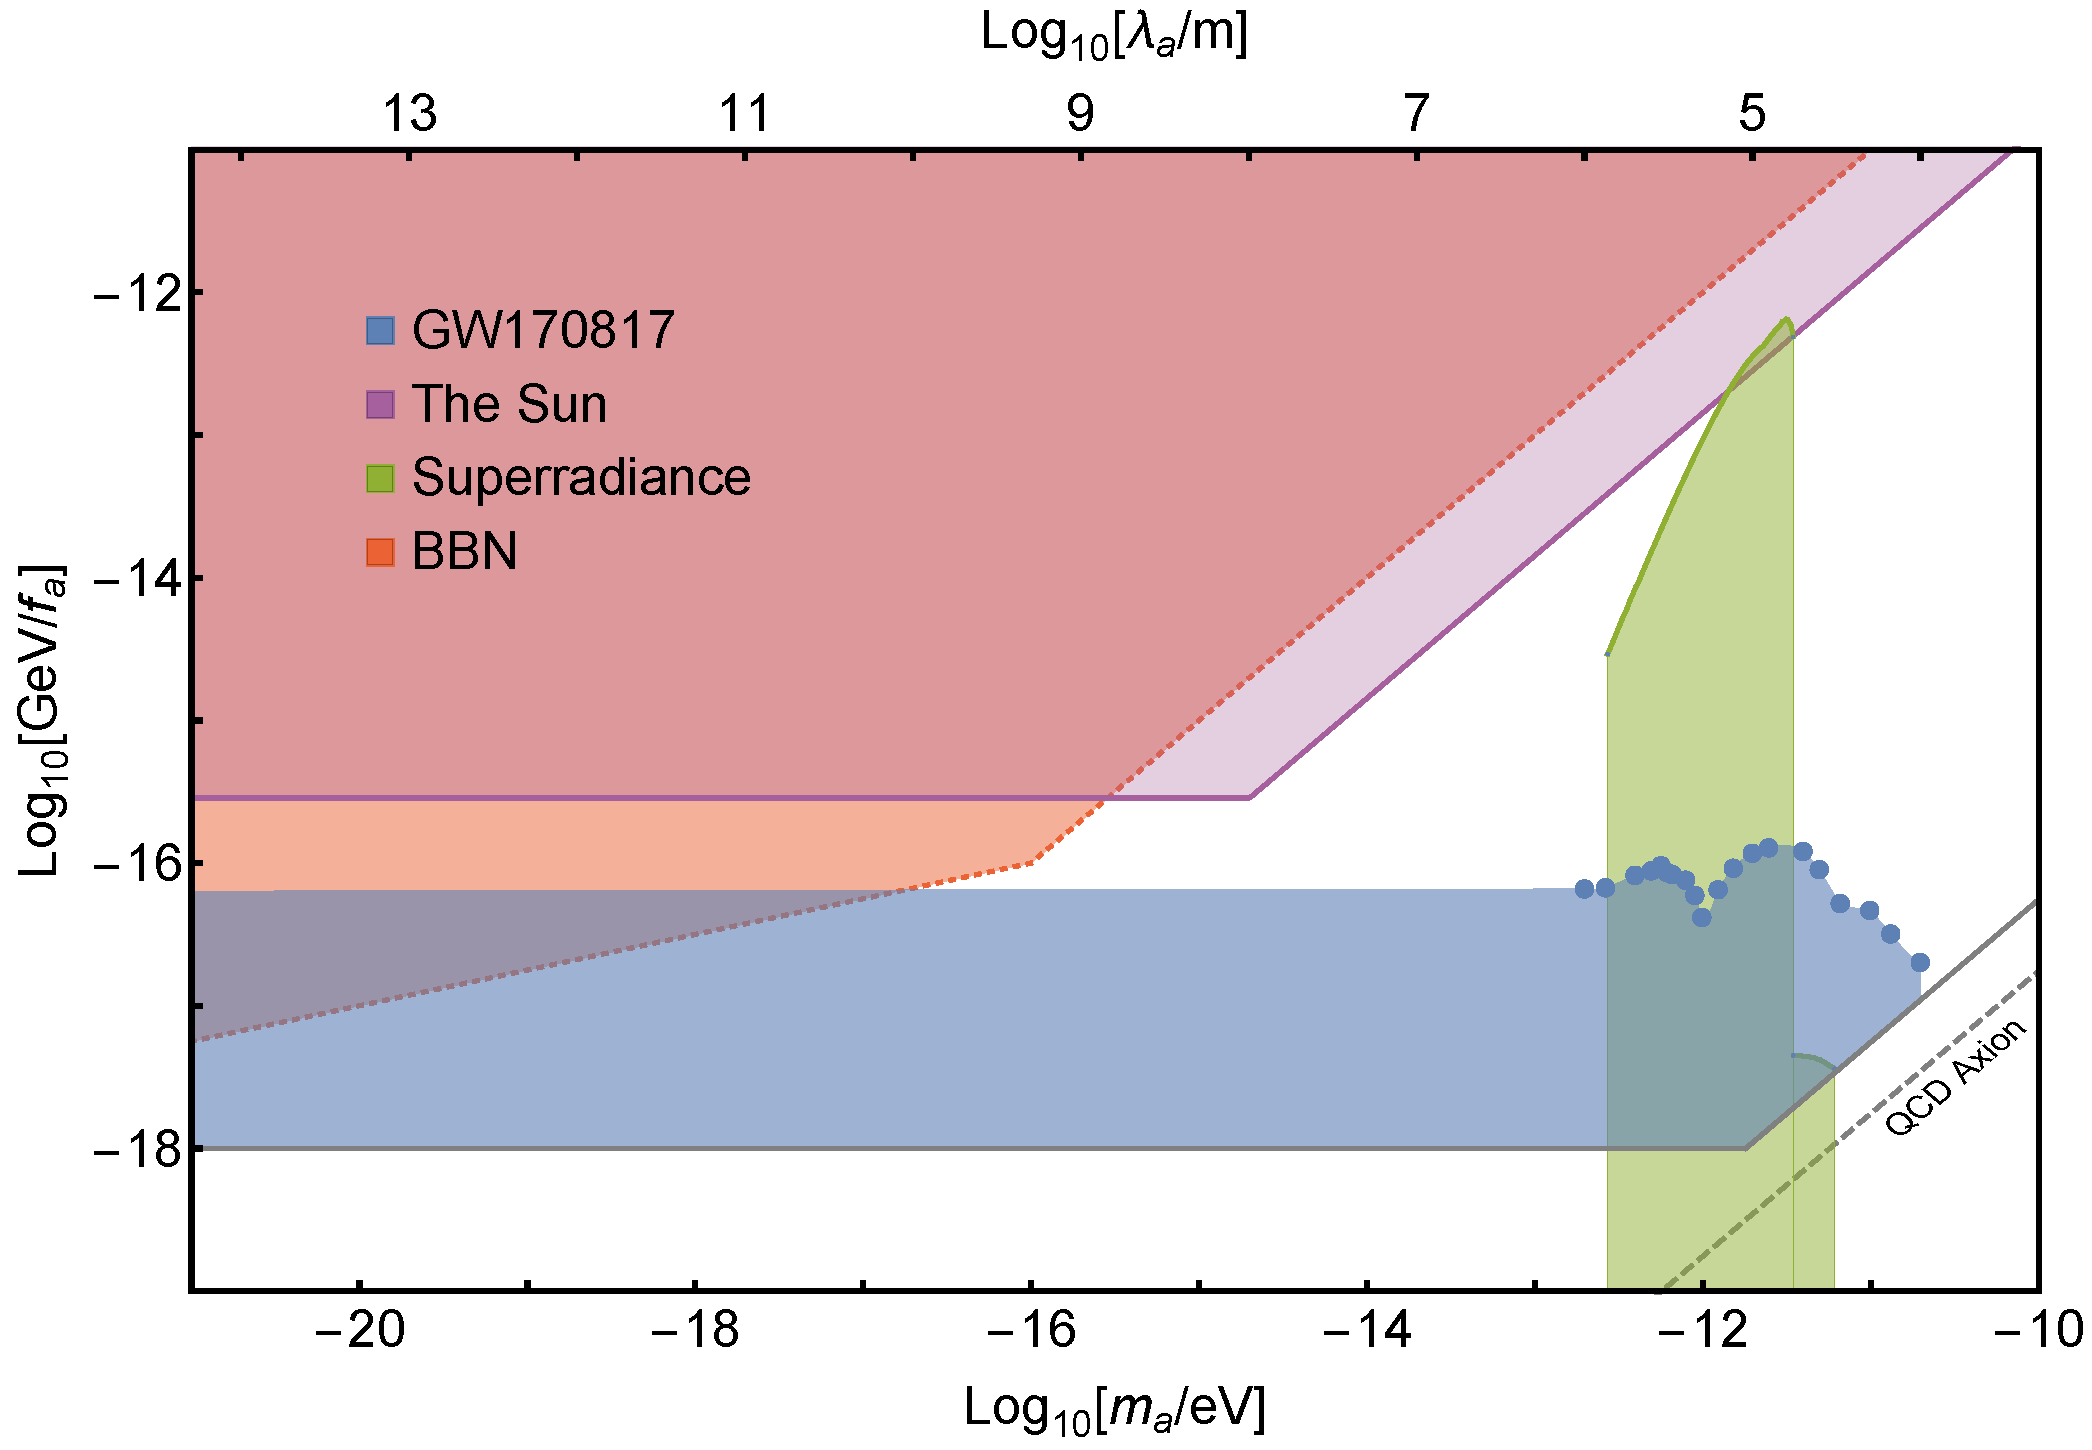 Log₁₀[λₐ/m]
13 11 9 7 5
−12
−14
−16
−18
Log₁₀[GeV/fₐ]
GW170817
The Sun
Superradiance
BBN
QCD Axion
−20 −18 −16 −14 −12 −10
Log₁₀[mₐ/eV]